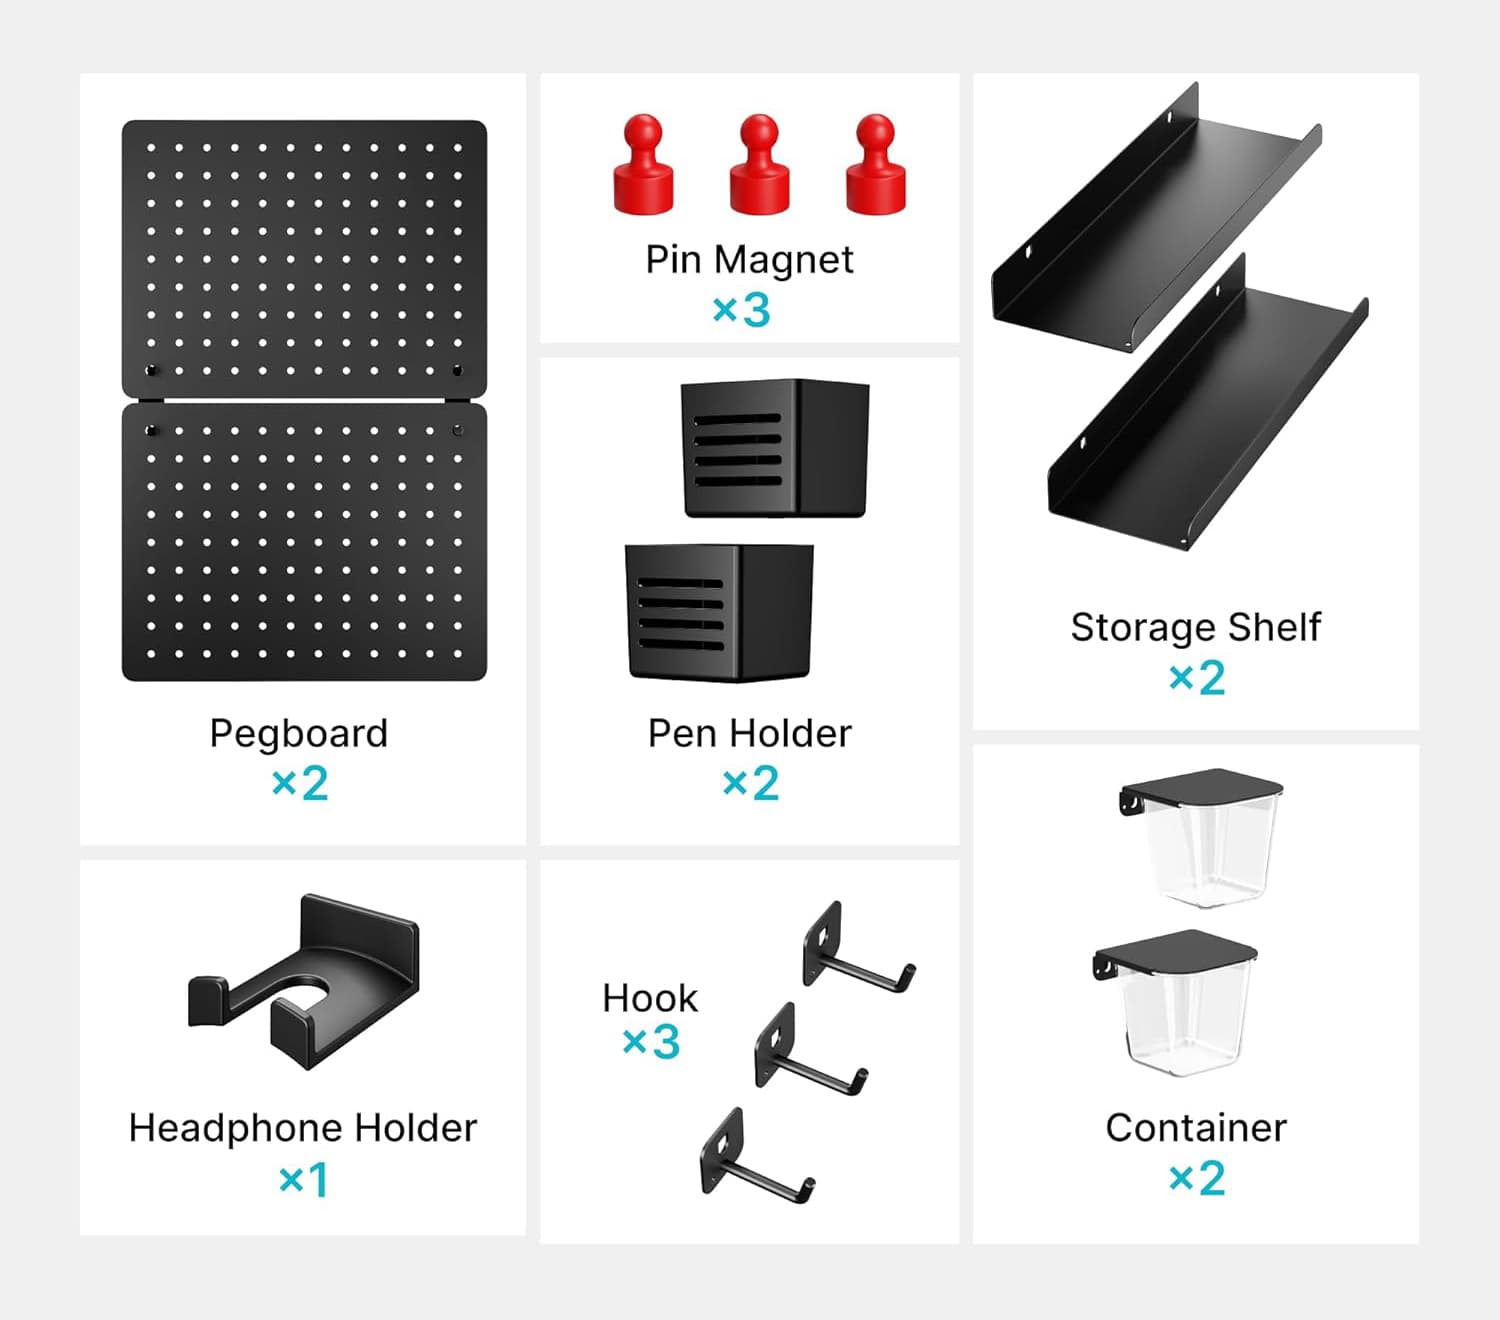 Pegboard
×2
Pin Magnet
×3
Pen Holder
×2
Storage Shelf
×2
Headphone Holder
×1
Hook
×3
Container
×2